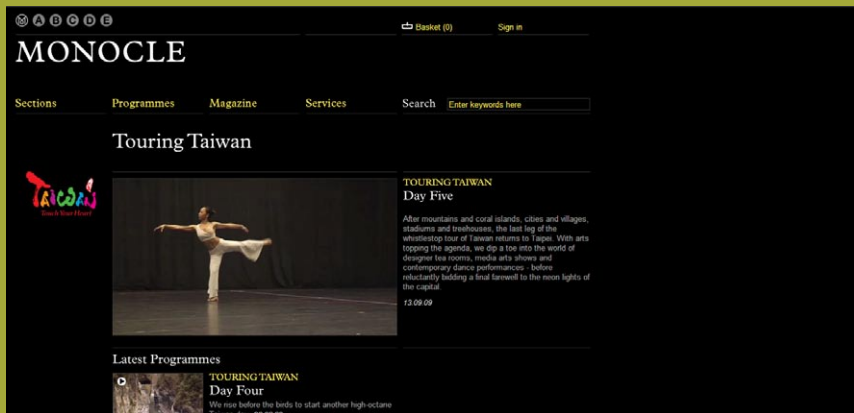 M A B C D E
Basket (0)
Sign in
MONOCLE
Sections Programmes Magazine Services Search Enter keywords here
Touring Taiwan
TAIWAN
Touch Your Heart
TOURING TAIWAN
Day Five
After mountains and coral islands, cities and villages,
stadiums and treehouses, the last leg of the
whistlestop tour of Taiwan returns to Taipei. With arts
topping the agenda, we dip a toe into the world of
designer tea rooms, media arts shows and
contemporary dance performances - before
reluctantly bidding a final farewell to the neon lights of
the capital.
13.09.09
Latest Programmes
TOURING TAIWAN
Day Four
We rise before the birds to start another high-octane